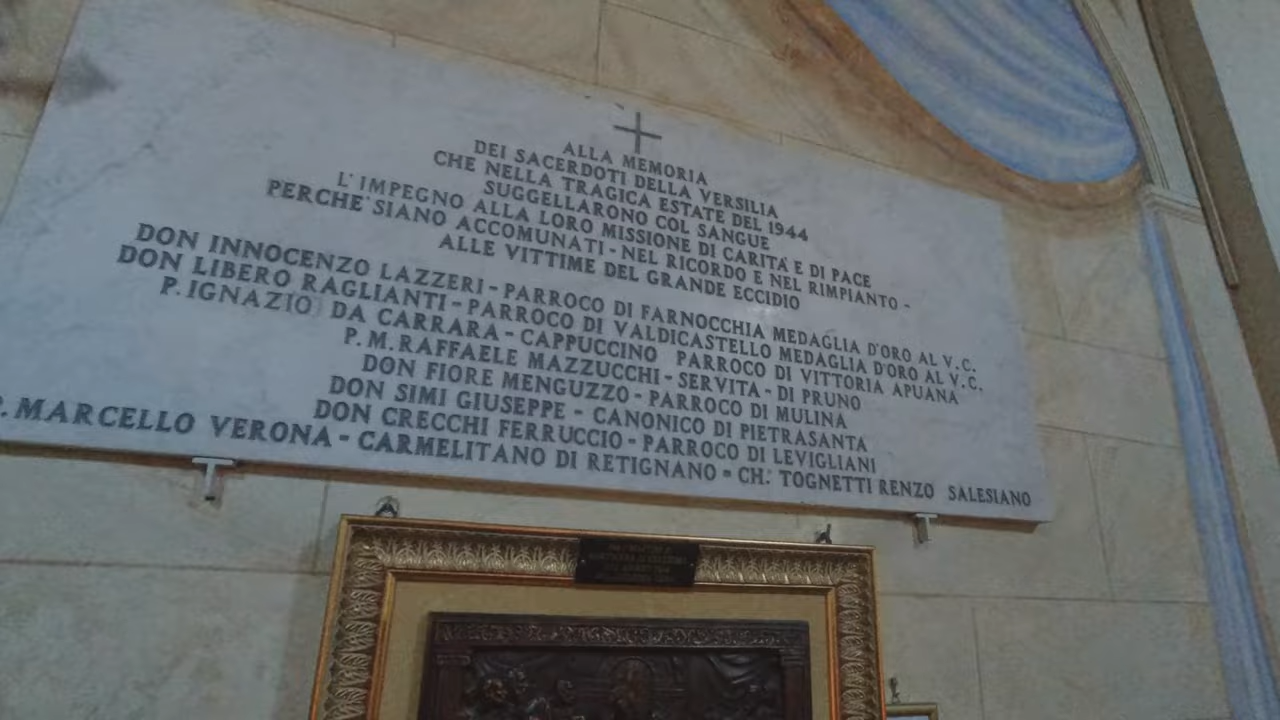 ALLA MEMORIA
DEI SACERDOTI DELLA VERSILIA
CHE NELLA TRAGICA ESTATE DEL 1944
SUGGELLARONO COL SANGUE
L'IMPEGNO ALLA LORO MISSIONE DI CARITÀ E DI PACE
PERCHE' SIANO ACCOMUNATI - NEL RICORDO E NEL RIMPIANTO -
ALLE VITTIME DEL GRANDE ECCIDIO
DON INNOCENZO LAZZERI - PARROCO DI FARNOCCHIA MEDAGLIA D'ORO AL V.C.
DON LIBERO RAGLIANTI - PARROCO DI VALDICASTELLO MEDAGLIA D'ORO AL V.C.
P. IGNAZIO DA CARRARA - CAPPUCCINO PARROCO DI VITTORIA APUANA
P. M. RAFFAELE MAZZUCCHI - SERVITA - DI PRUNO
DON FIORE MENGUZZO - PARROCO DI MULINA
DON SIMI GIUSEPPE - CANONICO DI PIETRASANTA
DON CRECCHI FERRUCCIO - PARROCO DI LEVIGLIANI
P. MARCELLO VERONA - CARMELITANO DI RETIGNANO - CH. TOGNETTI RENZO SALESIANO